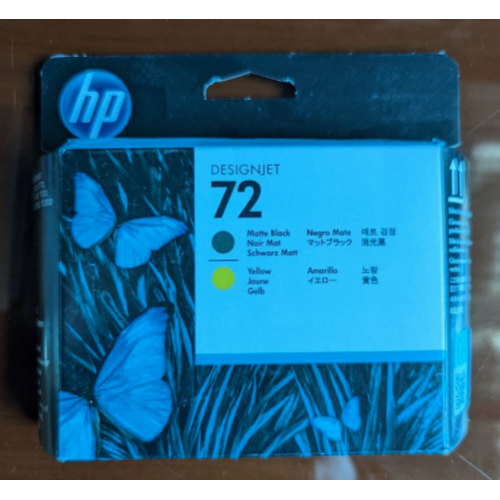 hp
DESIGNJET
72
Matte Black Negro Mate 매트 검정
Noir Mat マットブラック 消光黑
Schwarz Matt
Yellow Amarillo 노랑
Jaune イエロー 黃色
Gelb